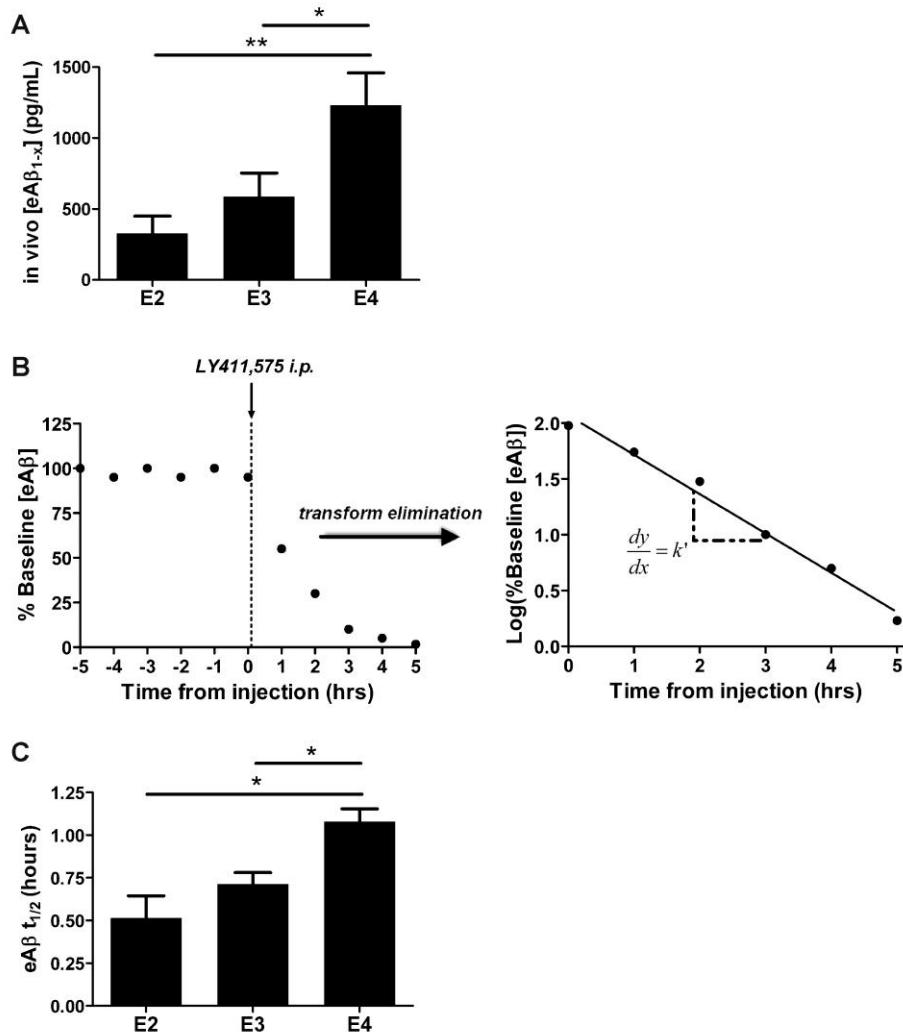 A
*
**
in vivo [eAβ1-x] (pg/mL)
1500
1000
500
0
E2 E3 E4
B
LY411,575 i.p.
% Baseline [eAβ]
125
100
75
50
25
0
-5 -4 -3 -2 -1 0 1 2 3 4 5
Time from injection (hrs)
transform elimination
Log(%Baseline [eAβ])
2.0
1.5
1.0
0.5
0.0
dy/dx = k'
0 1 2 3 4 5
Time from injection (hrs)
C
*
*
eAβ t1/2 (hours)
1.25
1.00
0.75
0.50
0.25
0.00
E2 E3 E4